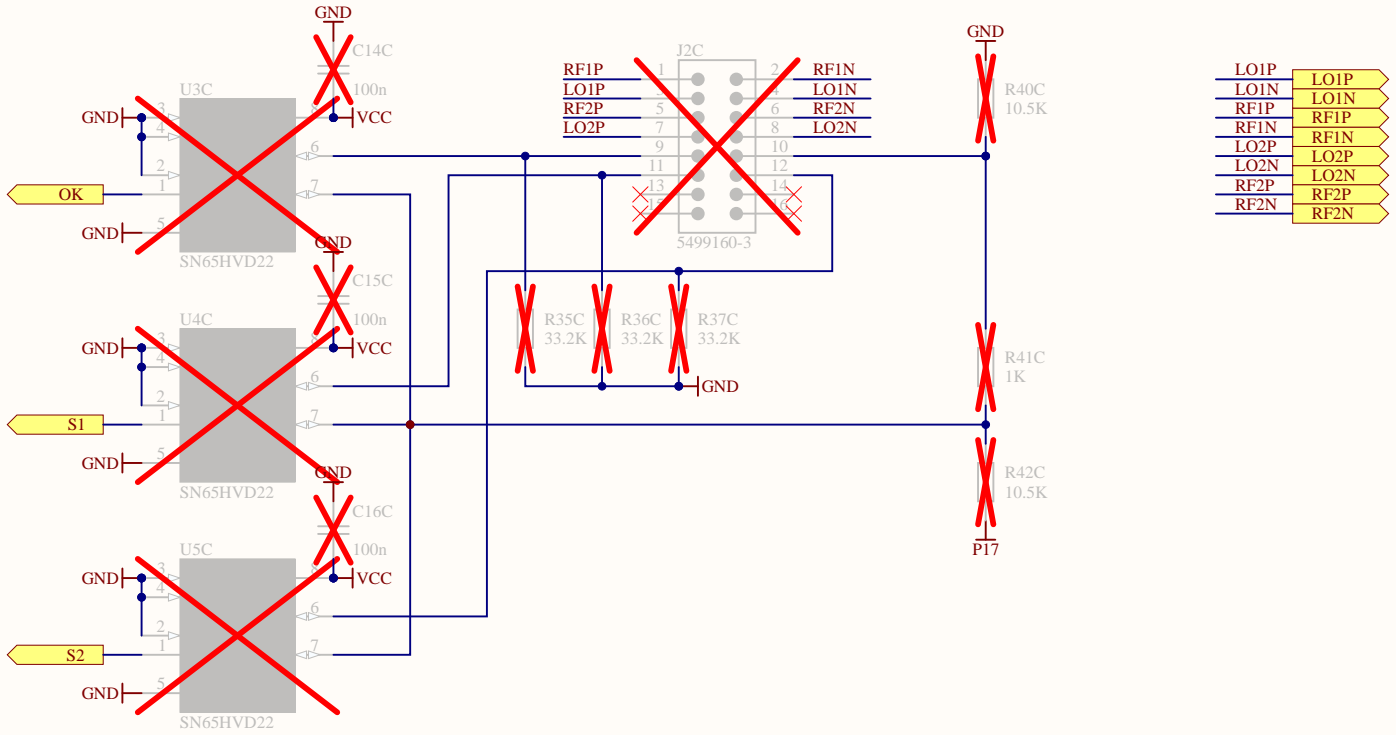 GND
C14C
100n
U3C
3
GND
4
8
VCC
6
2
OK
1
7
GND
5
SN65HVD22
GND
C15C
100n
U4C
3
GND
4
8
VCC
6
2
S1
1
7
GND
5
SN65HVD22
GND
C16C
100n
U5C
3
GND
4
8
VCC
6
2
S2
1
7
GND
5
SN65HVD22
J2C
RF1P 1 2 RF1N
LO1P LO1N
RF2P 5 6 RF2N
LO2P 7 8 LO2N
9 10
11 12
13 14
15 16
5499160-3
R35C
33.2K
R36C
33.2K
R37C
33.2K
GND
GND
R40C
10.5K
R41C
1K
R42C
10.5K
P17
LO1P LO1P
LO1N LO1N
RF1P RF1P
RF1N RF1N
LO2P LO2P
LO2N LO2N
RF2P RF2P
RF2N RF2N